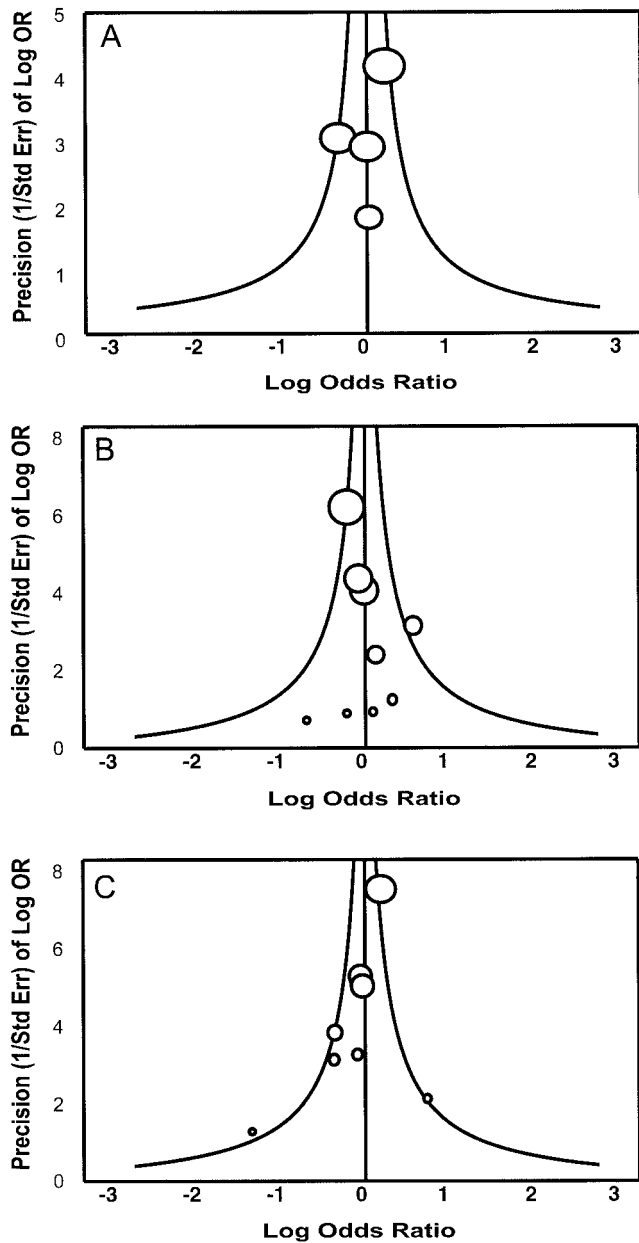 A
Precision (1/Std Err) of Log OR
5
4
3
2
1
0
-3 -2 -1 0 1 2 3
Log Odds Ratio
B
Precision (1/Std Err) of Log OR
8
6
4
2
0
-3 -2 -1 0 1 2 3
Log Odds Ratio
C
Precision (1/Std Err) of Log OR
8
6
4
2
0
-3 -2 -1 0 1 2 3
Log Odds Ratio